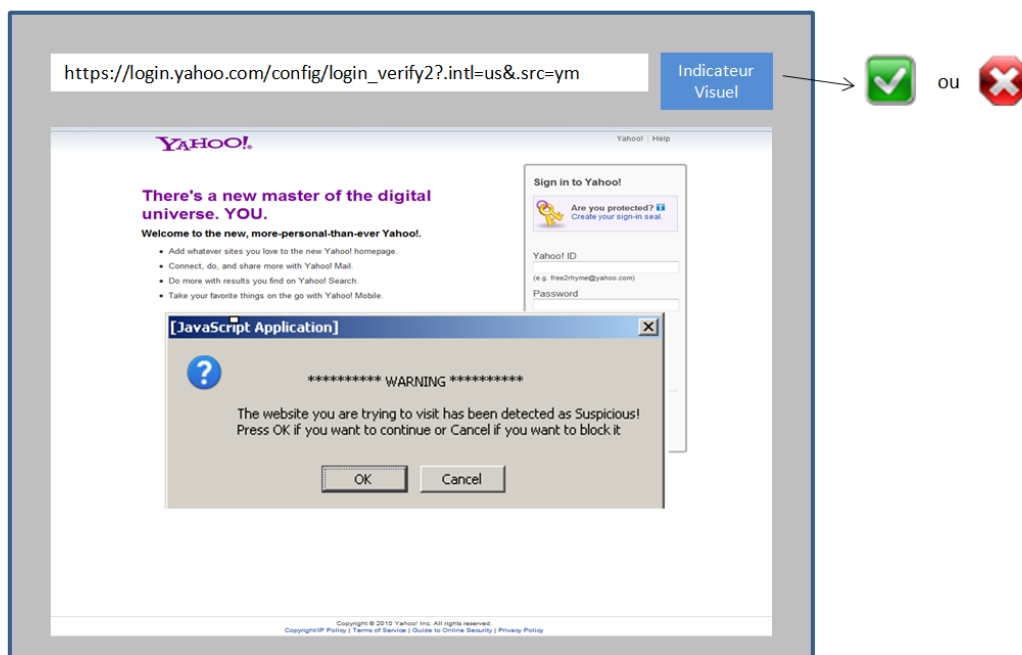 https://login.yahoo.com/config/login_verify2?.intl=us&.src=ym
Indicateur
Visuel
ou
YAHOO!.
Yahoo! | Help
There's a new master of the digital
universe. YOU.
Welcome to the new, more-personal-than-ever Yahoo!.
• Add whatever sites you love to the new Yahoo! homepage.
• Connect, do, and share more with Yahoo! Mail.
• Do more with results you find on Yahoo! Search.
• Take your favorite things on the go with Yahoo! Mobile.
Sign in to Yahoo!
Are you protected?
Create your sign-in seal.
Yahoo! ID
(e.g. free2rhyme@yahoo.com)
Password
[JavaScript Application]
********** WARNING **********
The website you are trying to visit has been detected as Suspicious!
Press OK if you want to continue or Cancel if you want to block it
OK
Cancel
Copyright © 2010 Yahoo! Inc. All rights reserved.
Copyright/IP Policy | Terms of Service | Guide to Online Security | Privacy Policy